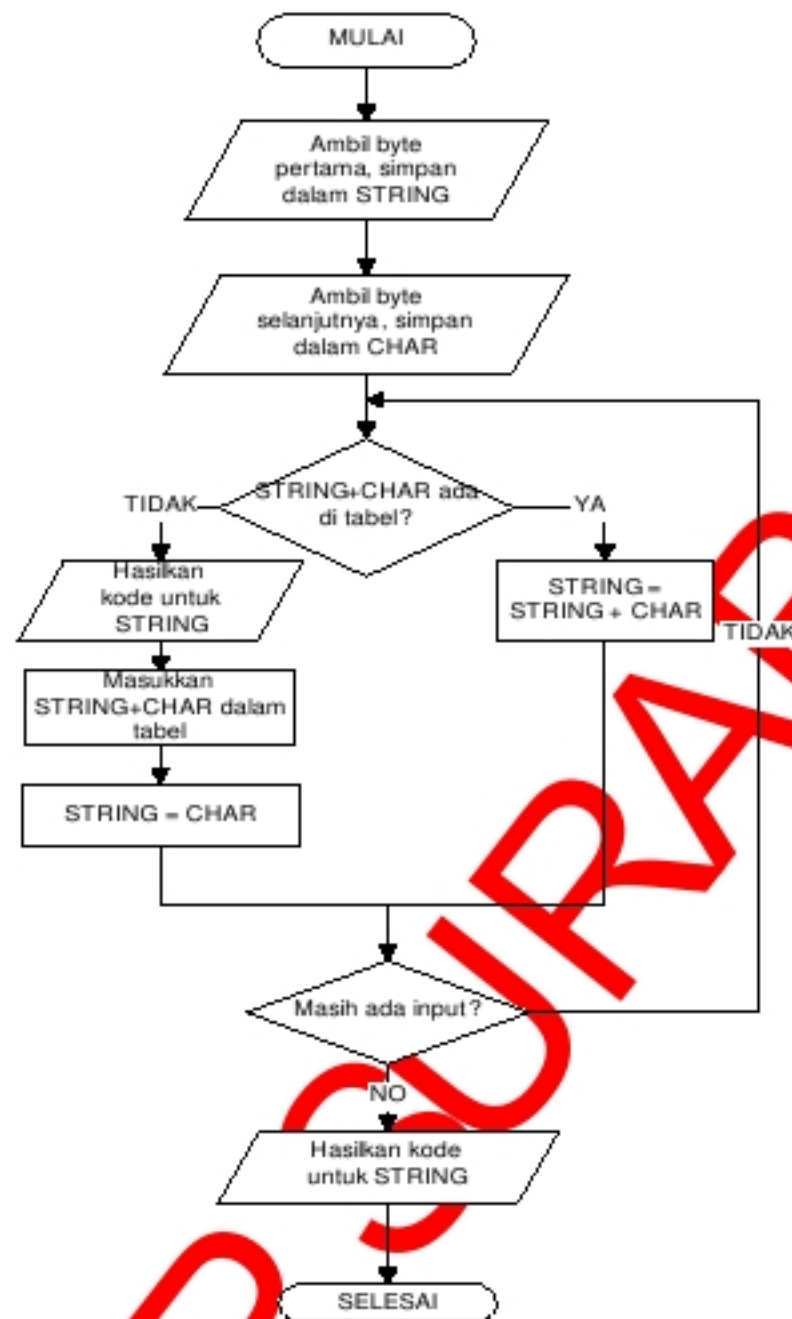 MULAI
Ambil byte
pertama, simpan
dalam STRING
Ambil byte
selanjutnya, simpan
dalam CHAR
STRING+CHAR ada
di tabel?
TIDAK
YA
Hasilkan
kode untuk
STRING
STRING =
STRING + CHAR
TIDAK
Masukkan
STRING+CHAR dalam
tabel
STRING = CHAR
Masih ada input?
NO
Hasilkan kode
untuk STRING
SELESAI